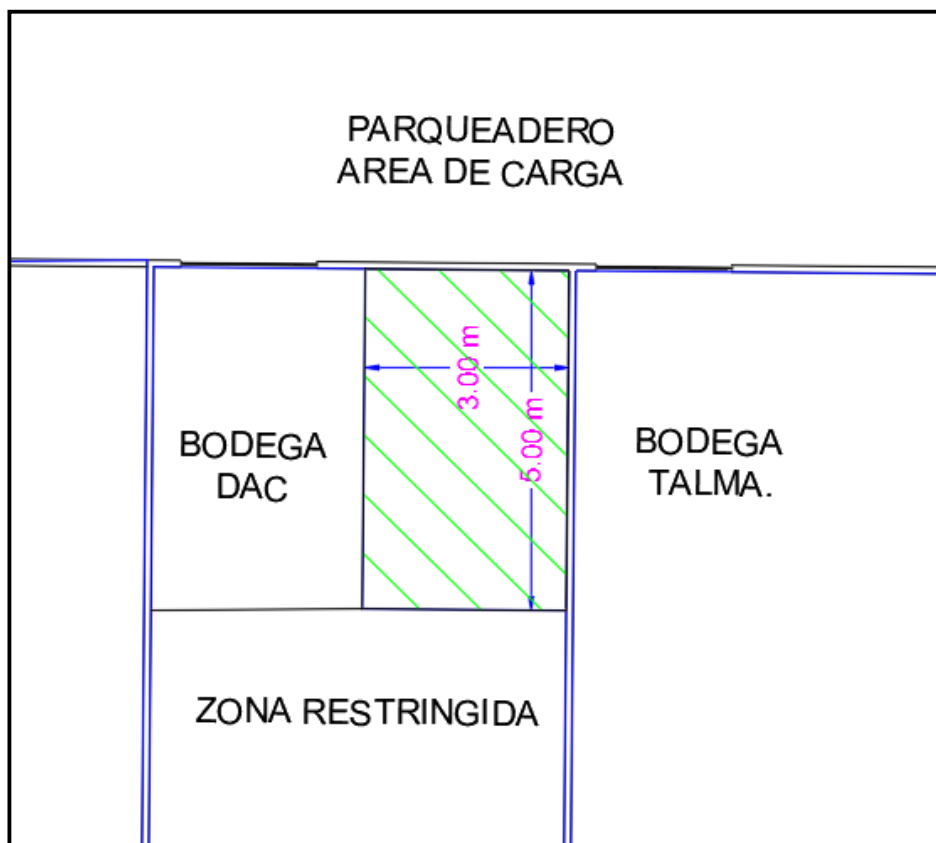 PARQUEADERO
AREA DE CARGA
3.00 m
5.00 m
BODEGA
DAC
BODEGA
TALMA.
ZONA RESTRINGIDA